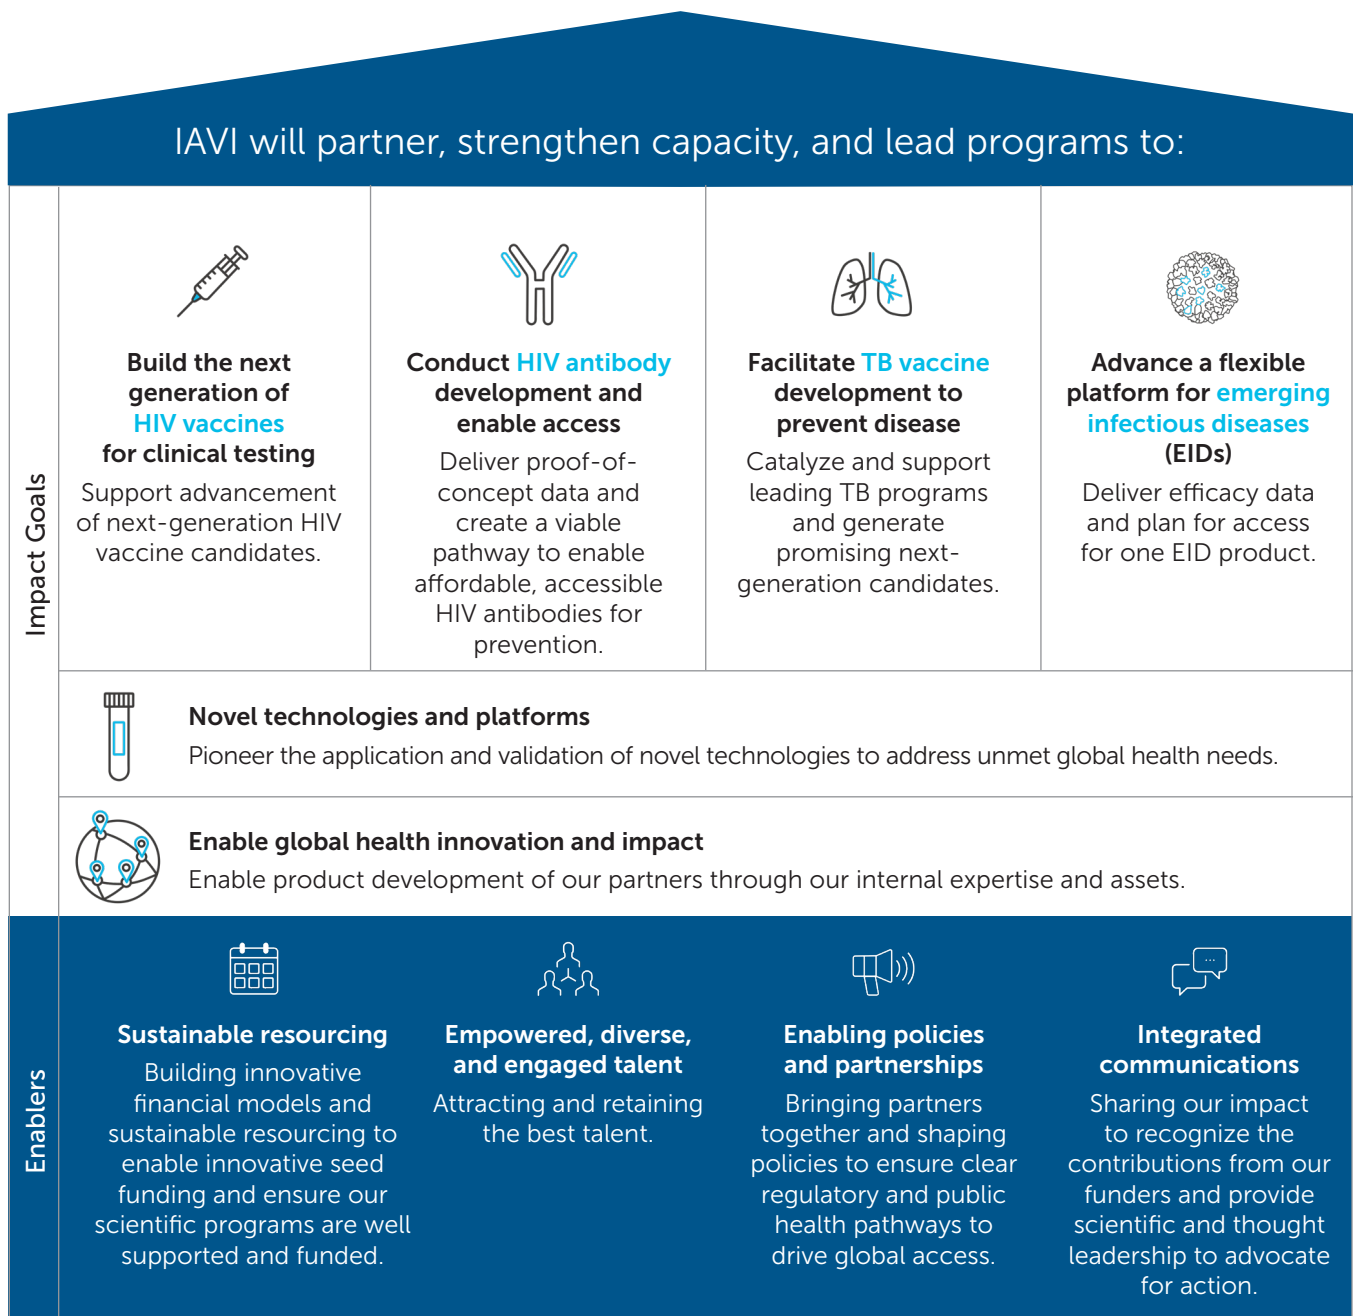 IAVI will partner, strengthen capacity, and lead programs to:
Impact Goals
Build the next
generation of
HIV vaccines
for clinical testing
Support advancement
of next-generation HIV
vaccine candidates.
Conduct HIV antibody
development and
enable access
Deliver proof-of-
concept data and
create a viable
pathway to enable
affordable, accessible
HIV antibodies for
prevention.
Facilitate TB vaccine
development to
prevent disease
Catalyze and support
leading TB programs
and generate
promising next-
generation candidates.
Advance a flexible
platform for emerging
infectious diseases
(EIDs)
Deliver efficacy data
and plan for access
for one EID product.
Novel technologies and platforms
Pioneer the application and validation of novel technologies to address unmet global health needs.
Enable global health innovation and impact
Enable product development of our partners through our internal expertise and assets.
Enablers
Sustainable resourcing
Building innovative
financial models and
sustainable resourcing to
enable innovative seed
funding and ensure our
scientific programs are well
supported and funded.
Empowered, diverse,
and engaged talent
Attracting and retaining
the best talent.
Enabling policies
and partnerships
Bringing partners
together and shaping
policies to ensure clear
regulatory and public
health pathways to
drive global access.
Integrated
communications
Sharing our impact
to recognize the
contributions from our
funders and provide
scientific and thought
leadership to advocate
for action.